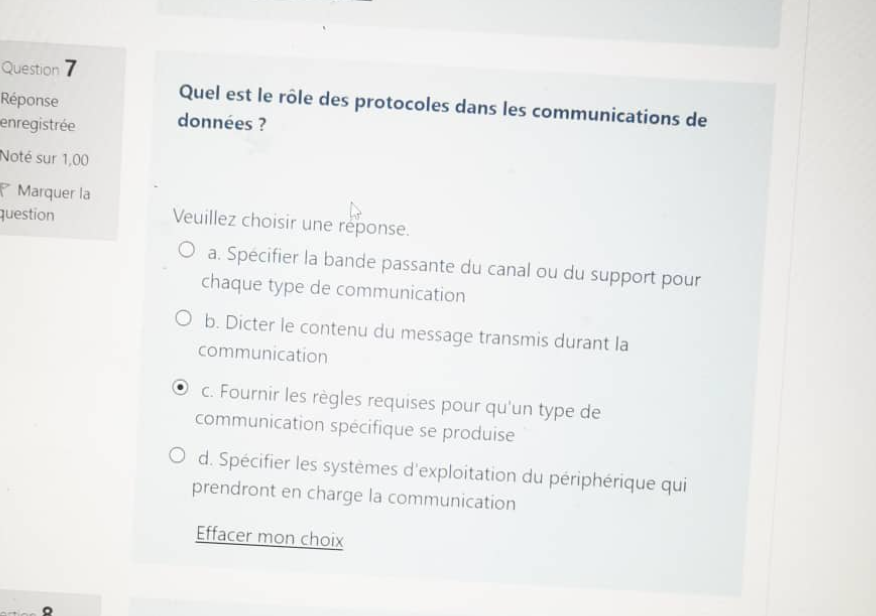 Question 7
Réponse
enregistrée
Noté sur 1,00
Marquer la
question
Quel est le rôle des protocoles dans les communications de
données ?
Veuillez choisir une réponse.
a. Spécifier la bande passante du canal ou du support pour
chaque type de communication
b. Dicter le contenu du message transmis durant la
communication
c. Fournir les règles requises pour qu'un type de
communication spécifique se produise
d. Spécifier les systèmes d'exploitation du périphérique qui
prendront en charge la communication
Effacer mon choix
8